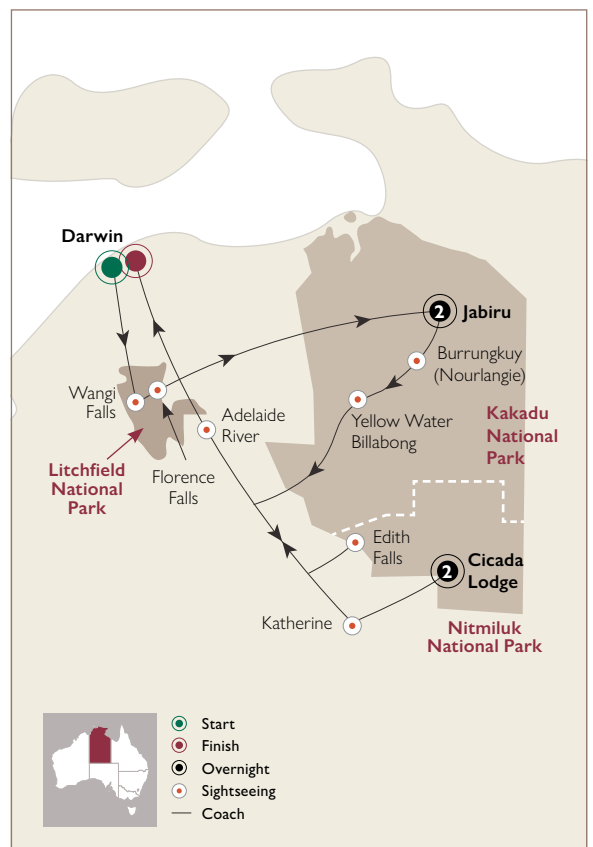 Darwin
2
Jabiru
Burrungkuy
(Nourlangie)
Wangi
Falls
Adelaide
River
Yellow Water
Billabong
Kakadu
National
Park
Litchfield
National
Park
Florence
Falls
Edith
Falls
2
Cicada
Lodge
Katherine
Nitmiluk
National Park
Start
Finish
Overnight
Sightseeing
Coach